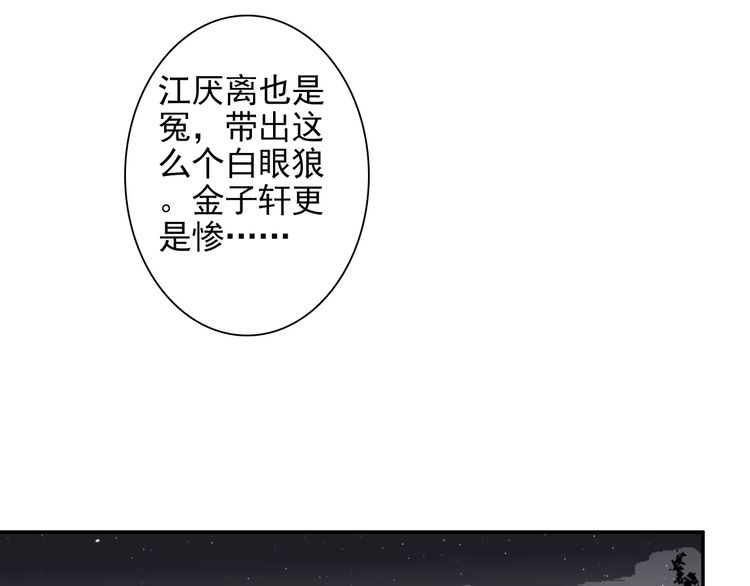 江厌离也是
冤，带出这
么个白眼狼
。金子轩更
是惨……